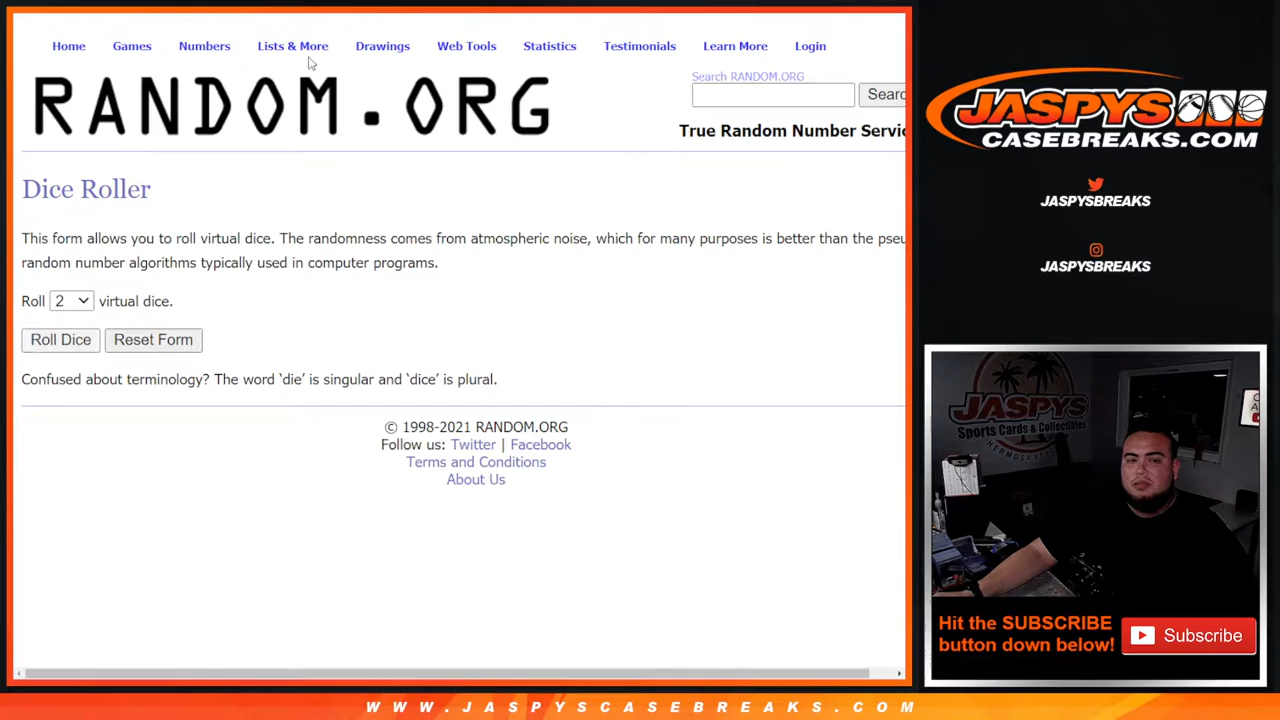 Home Games Numbers Lists & More Drawings Web Tools Statistics Testimonials Learn More Login
RANDOM.ORG
Search RANDOM.ORG
True Random Number
Dice Roller
This form allows you to roll virtual dice. The randomness comes from atmospheric noise, which for many purposes is better than the
random number algorithms typically used in computer programs.
Roll 2 virtual dice.
Roll Dice Reset Form
Confused about terminology? The word ‘die’ is singular and ‘dice’ is plural.
© 1998-2021 RANDOM.ORG
Follow us: Twitter | Facebook
Terms and Conditions
About Us
JASPYS
CASEBREAKS.COM
JASPYSBREAKS
JASPYSBREAKS
JASPYS
Sports Cards & Collectibles
Hit the SUBSCRIBE
button down below!
Subscribe
WWW.JASPYSCASEBREAKS.COM